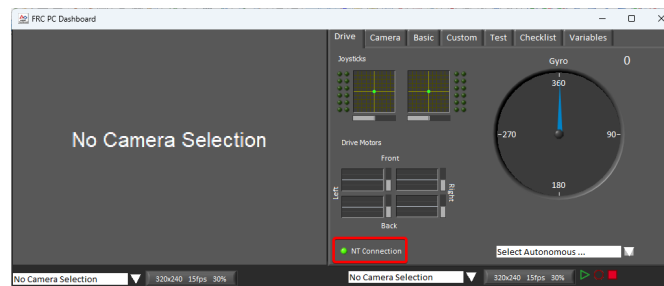 FRC PC Dashboard
No Camera Selection
Drive Camera Basic Custom Test Checklist Variables
Joysticks
Gyro 0
360
-270 90-
180
Drive Motors
Front
Left Right
Back
NT Connection
Select Autonomous ...
No Camera Selection 320x240 15fps 30%
No Camera Selection 320x240 15fps 30%